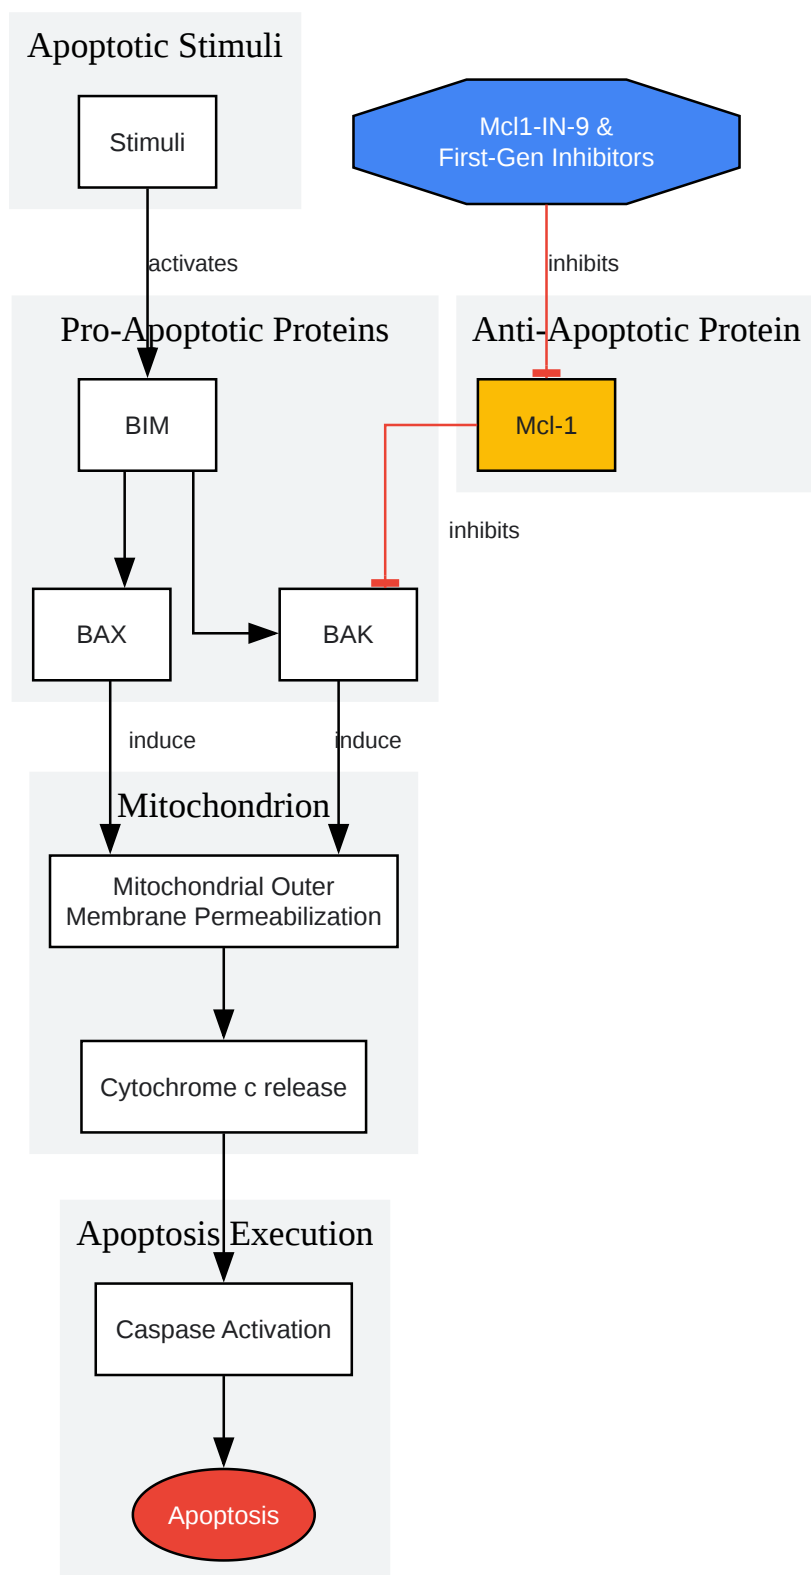 Apoptotic Stimuli
Stimuli
Mcl1-IN-9 &
First-Gen Inhibitors
activates
inhibits
Pro-Apoptotic Proteins
Anti-Apoptotic Protein
BIM
Mcl-1
inhibits
BAX
BAK
induce
induce
Mitochondrion
Mitochondrial Outer
Membrane Permeabilization
Cytochrome c release
Apoptosis Execution
Caspase Activation
Apoptosis